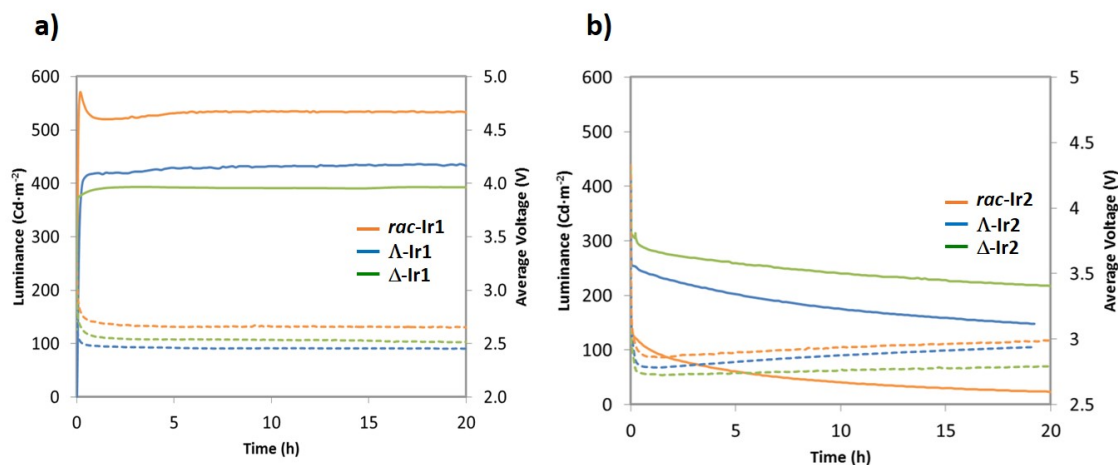 a)
600
500
400
300
200
100
0
Luminance (Cd·m⁻²)
5.0
4.5
4.0
3.5
3.0
2.5
2.0
Average Voltage (V)
rac-Ir1
Λ-Ir1
Δ-Ir1
0
5
10
15
20
Time (h)
b)
600
500
400
300
200
100
0
Luminance (Cd·m⁻²)
5
4.5
4
3.5
3
2.5
Average Voltage (V)
rac-Ir2
Λ-Ir2
Δ-Ir2
0
5
10
15
20
Time (h)